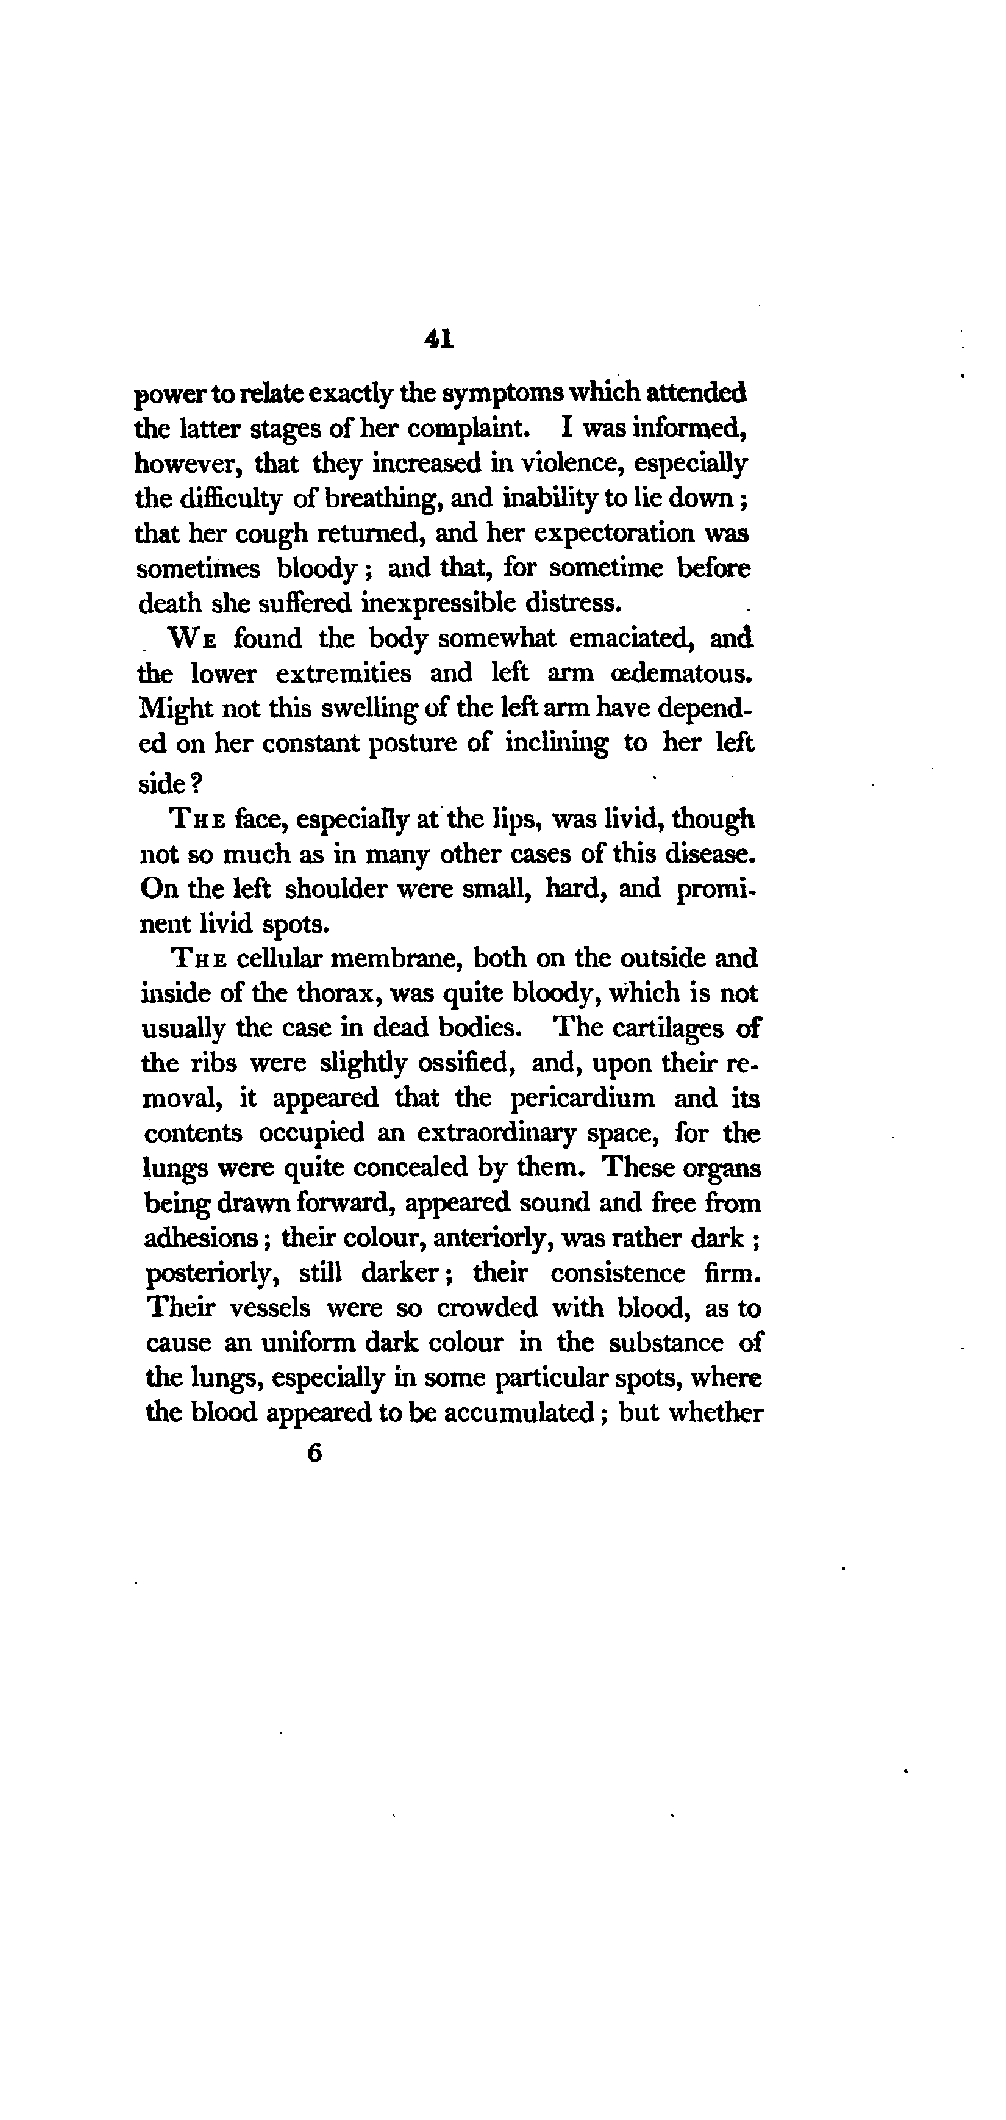 41
power to relate exactly the symptoms which attended
the latter stages of her complaint. I was informed,
however, that they increased in violence, especially
the difficulty of breathing, and inability to lie down ;
that her cough returned, and her expectoration was
sometimes bloody ; and that, for sometime before
death she suffered inexpressible distress.
WE found the body somewhat emaciated, and
the lower extremities and left arm œdematous.
Might not this swelling of the left arm have depend-
ed on her constant posture of inclining to her left
side ?
THE face, especially at the lips, was livid, though
not so much as in many other cases of this disease.
On the left shoulder were small, hard, and promi-
nent livid spots.
THE cellular membrane, both on the outside and
inside of the thorax, was quite bloody, which is not
usually the case in dead bodies. The cartilages of
the ribs were slightly ossified, and, upon their re-
moval, it appeared that the pericardium and its
contents occupied an extraordinary space, for the
lungs were quite concealed by them. These organs
being drawn forward, appeared sound and free from
adhesions ; their colour, anteriorly, was rather dark ;
posteriorly, still darker ; their consistence firm.
Their vessels were so crowded with blood, as to
cause an uniform dark colour in the substance of
the lungs, especially in some particular spots, where
the blood appeared to be accumulated ; but whether
6